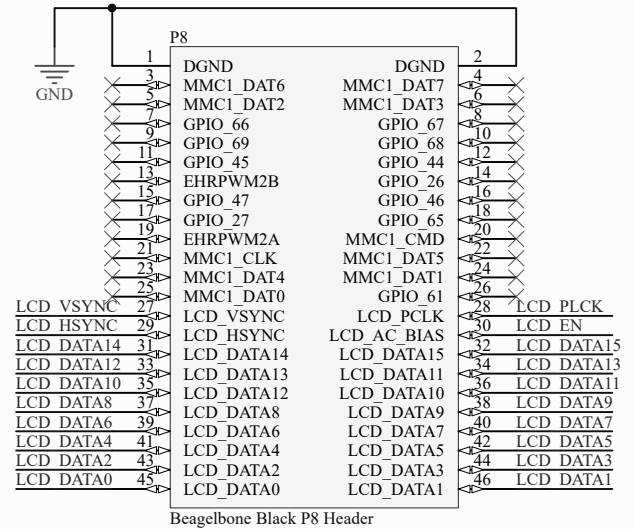 P8
1 DGND DGND 2
GND
3 MMC1_DAT6 MMC1_DAT7 4
5 MMC1_DAT2 MMC1_DAT3 6
7 GPIO_66 GPIO_67 8
9 GPIO_69 GPIO_68 10
11 GPIO_45 GPIO_44 12
13 EHRPWM2B GPIO_26 14
15 GPIO_47 GPIO_46 16
17 GPIO_27 GPIO_65 18
19 EHRPWM2A MMC1_CMD 20
21 MMC1_CLK MMC1_DAT5 22
23 MMC1_DAT4 MMC1_DAT1 24
25 MMC1_DAT0 GPIO_61 26
LCD_VSYNC 27 LCD_VSYNC LCD_PCLK 28 LCD_PLCK
LCD_HSYNC 29 LCD_HSYNC LCD_AC_BIAS 30 LCD_EN
LCD_DATA14 31 LCD_DATA14 LCD_DATA15 32 LCD_DATA15
LCD_DATA12 33 LCD_DATA13 LCD_DATA11 34 LCD_DATA13
LCD_DATA10 35 LCD_DATA12 LCD_DATA10 36 LCD_DATA11
LCD_DATA8 37 LCD_DATA8 LCD_DATA9 38 LCD_DATA9
LCD_DATA6 39 LCD_DATA6 LCD_DATA7 40 LCD_DATA7
LCD_DATA4 41 LCD_DATA4 LCD_DATA5 42 LCD_DATA5
LCD_DATA2 43 LCD_DATA2 LCD_DATA3 44 LCD_DATA3
LCD_DATA0 45 LCD_DATA0 LCD_DATA1 46 LCD_DATA1
Beagelbone Black P8 Header